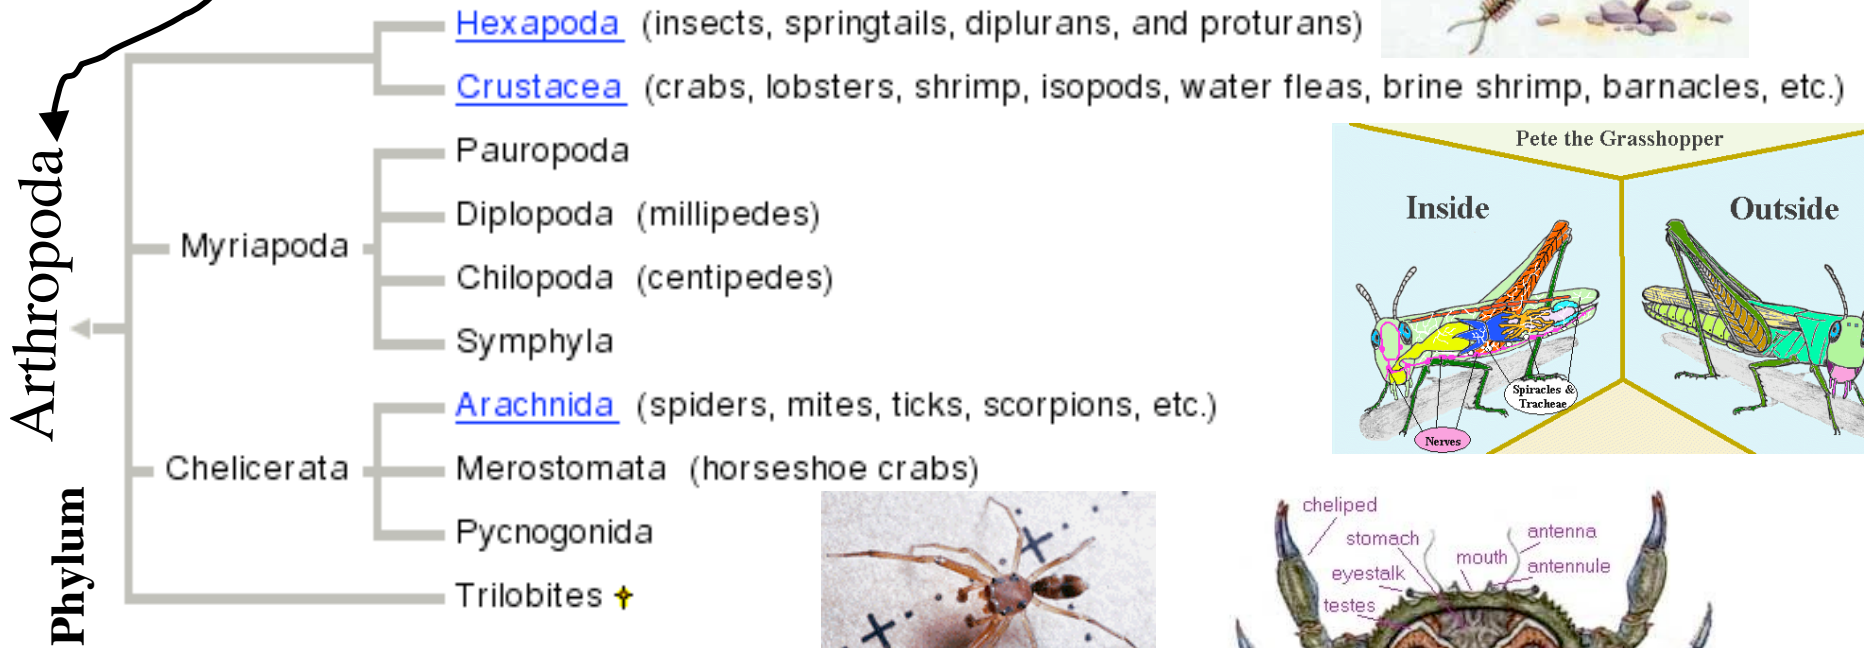 Hexapoda (insects, springtails, diplurans, and proturans)
Crustacea (crabs, lobsters, shrimp, isopods, water fleas, brine shrimp, barnacles, etc.)
Pauropoda
Diplopoda (millipedes)
Myriapoda
Chilopoda (centipedes)
Symphyla
Arachnida (spiders, mites, ticks, scorpions, etc.)
Chelicerata
Merostomata (horseshoe crabs)
Pycnogonida
Trilobites
Phylum
Arthropoda
Pete the Grasshopper
Inside
Outside
Spiracles &
Tracheae
Nerves
cheliped
stomach
antenna
mouth
antennule
eyestalk
testes